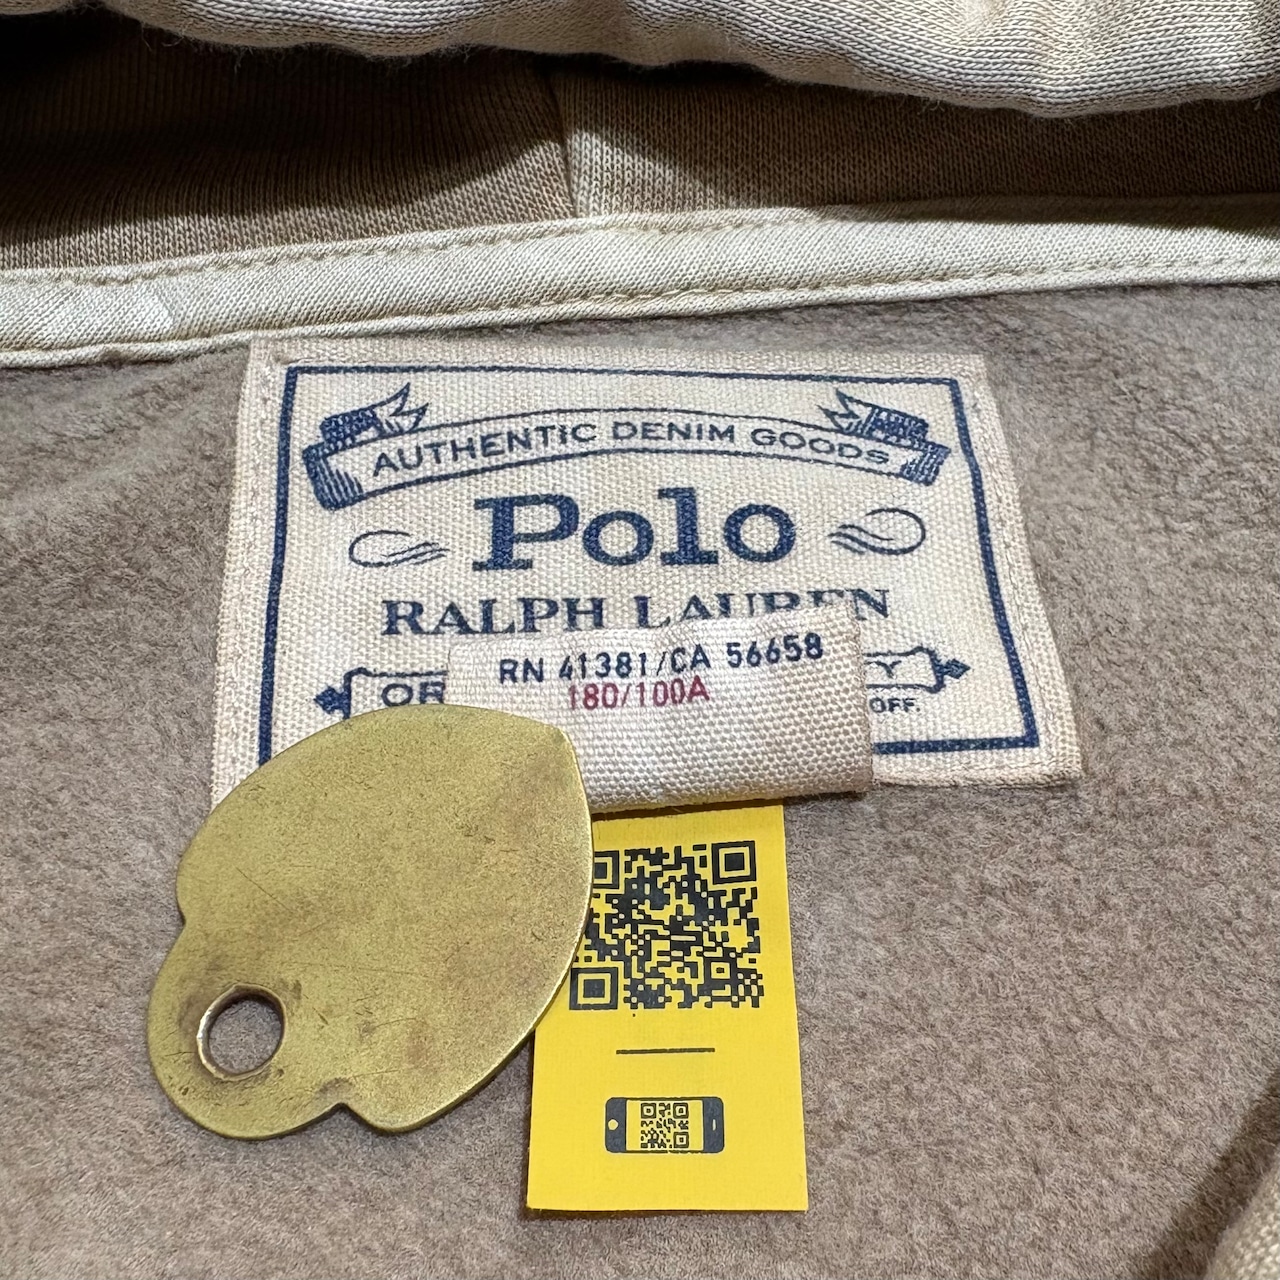 AUTHENTIC DENIM GOODS
Polo
RALPH LAUREN
RN 41381/CA 56658
180/100A
OFF.